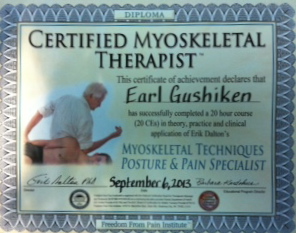 DIPLOMA
CERTIFIED MYOSKELETAL
THERAPIST™
This certificate of achievement declares that
Earl Gushiken
has successfully completed a 20 hour course
(20 CEs) in theory, practice and clinical
application of Erik Dalton's
MYOSKELETAL TECHNIQUES
POSTURE & PAIN SPECIALIST
September 6, 2013
Freedom From Pain Institute